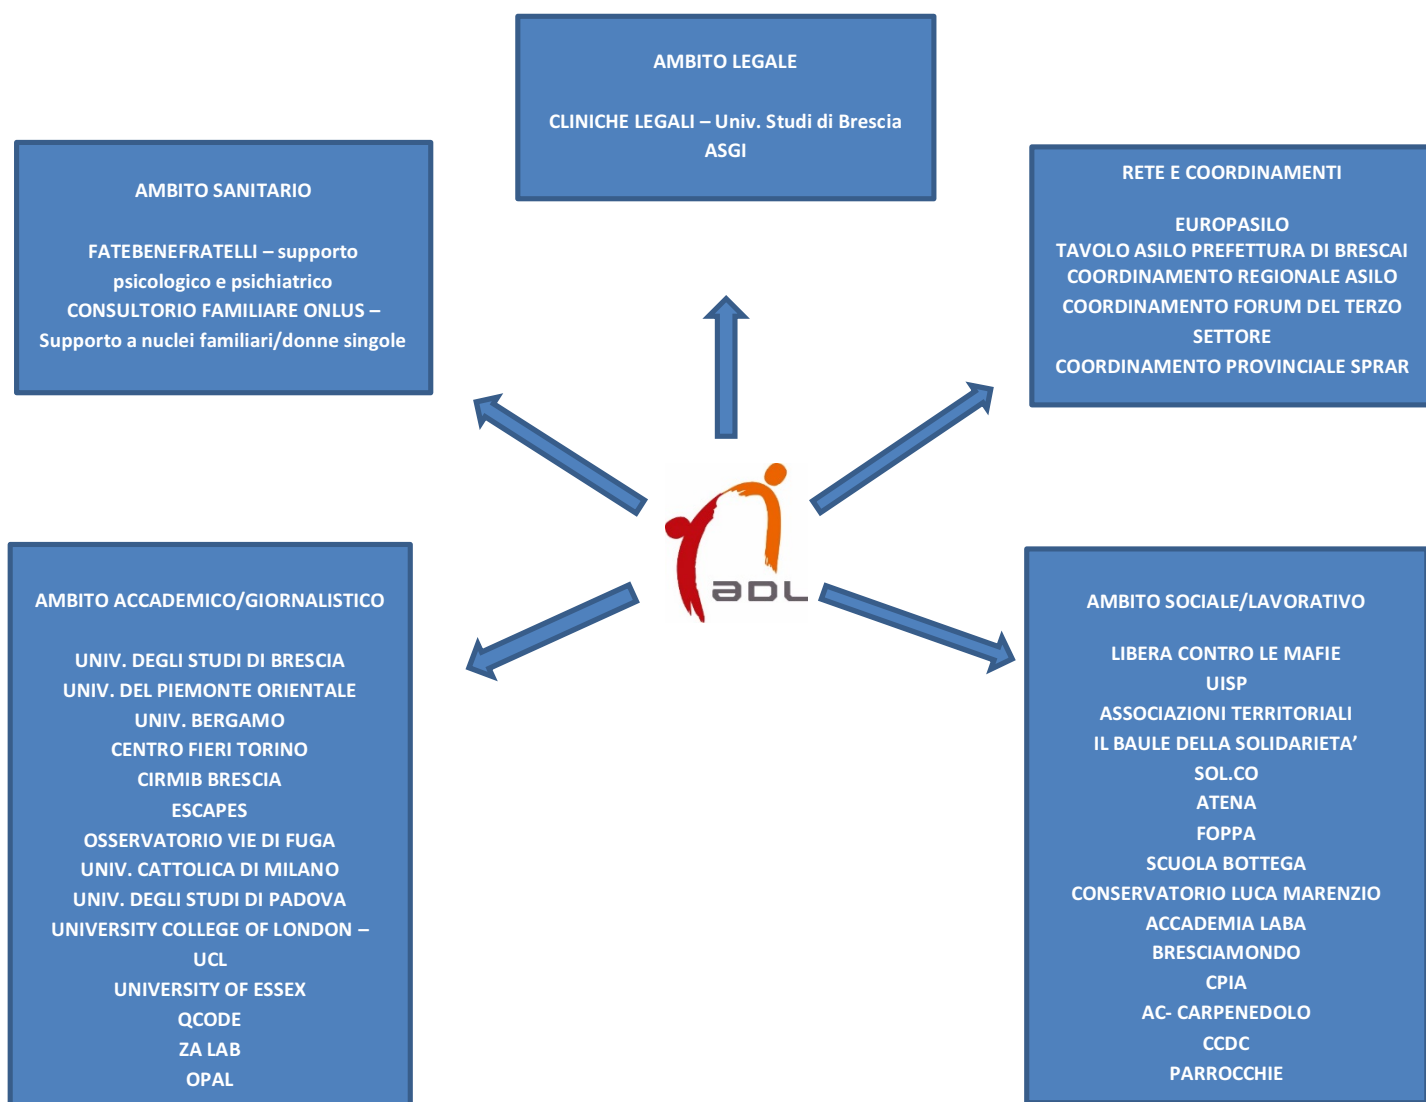 AMBITO LEGALE
CLINICHE LEGALI – Univ. Studi di Brescia
ASGI
AMBITO SANITARIO
FATEBENEFRATELLI – supporto
psicologico e psichiatrico
CONSULTORIO FAMILIARE ONLUS –
Supporto a nuclei familiari/donne singole
RETE E COORDINAMENTI
EUROPASILO
TAVOLO ASILO PREFETTURA DI BRESCAI
COORDINAMENTO REGIONALE ASILO
COORDINAMENTO FORUM DEL TERZO
SETTORE
COORDINAMENTO PROVINCIALE SPRAR
aDL
AMBITO ACCADEMICO/GIORNALISTICO
UNIV. DEGLI STUDI DI BRESCIA
UNIV. DEL PIEMONTE ORIENTALE
UNIV. BERGAMO
CENTRO FIERI TORINO
CIRMIB BRESCIA
ESCAPES
OSSERVATORIO VIE DI FUGA
UNIV. CATTOLICA DI MILANO
UNIV. DEGLI STUDI DI PADOVA
UNIVERSITY COLLEGE OF LONDON –
UCL
UNIVERSITY OF ESSEX
QCODE
ZA LAB
OPAL
AMBITO SOCIALE/LAVORATIVO
LIBERA CONTRO LE MAFIE
UISP
ASSOCIAZIONI TERRITORIALI
IL BAULE DELLA SOLIDARIETA’
SOL.CO
ATENA
FOPPA
SCUOLA BOTTEGA
CONSERVATORIO LUCA MARENZIO
ACCADEMIA LABA
BRESCIAMONDO
CPIA
AC- CARPENEDOLO
CCDC
PARROCCHIE